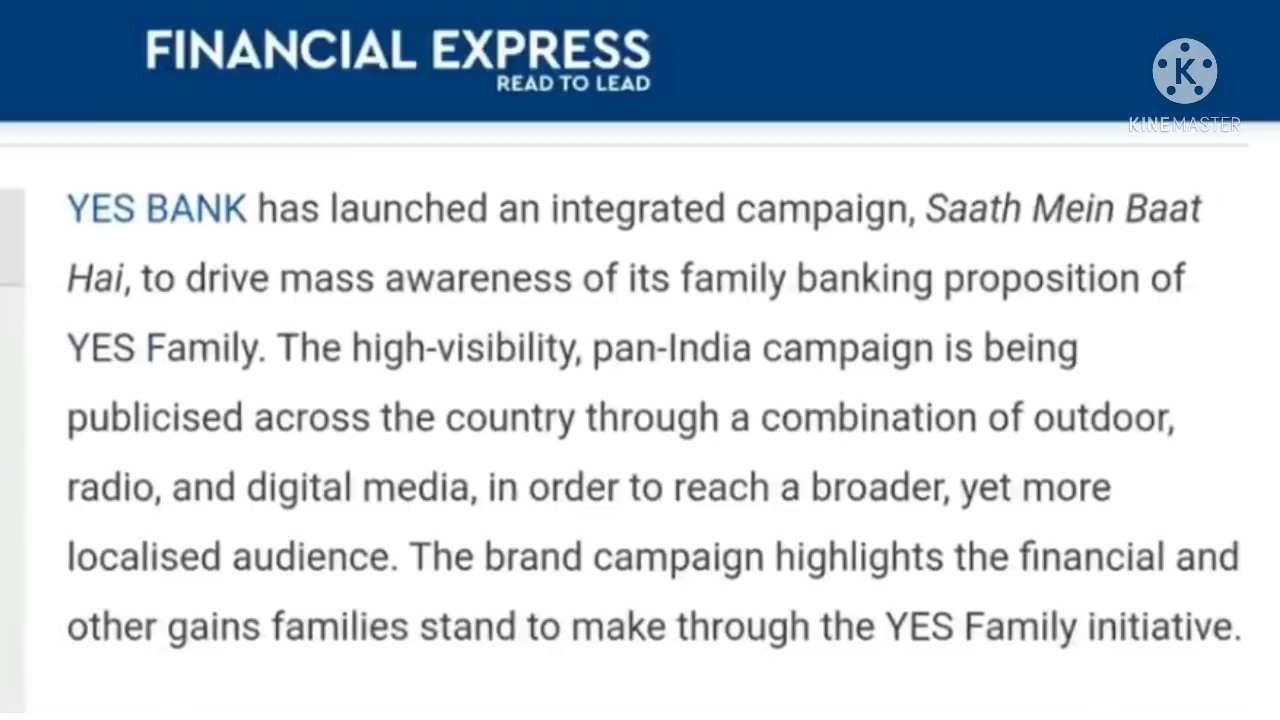 FINANCIAL EXPRESS
READ TO LEAD
K
KINEMASTER
YES BANK has launched an integrated campaign, Saath Mein Baat
Hai, to drive mass awareness of its family banking proposition of
YES Family. The high-visibility, pan-India campaign is being
publicised across the country through a combination of outdoor,
radio, and digital media, in order to reach a broader, yet more
localised audience. The brand campaign highlights the financial and
other gains families stand to make through the YES Family initiative.